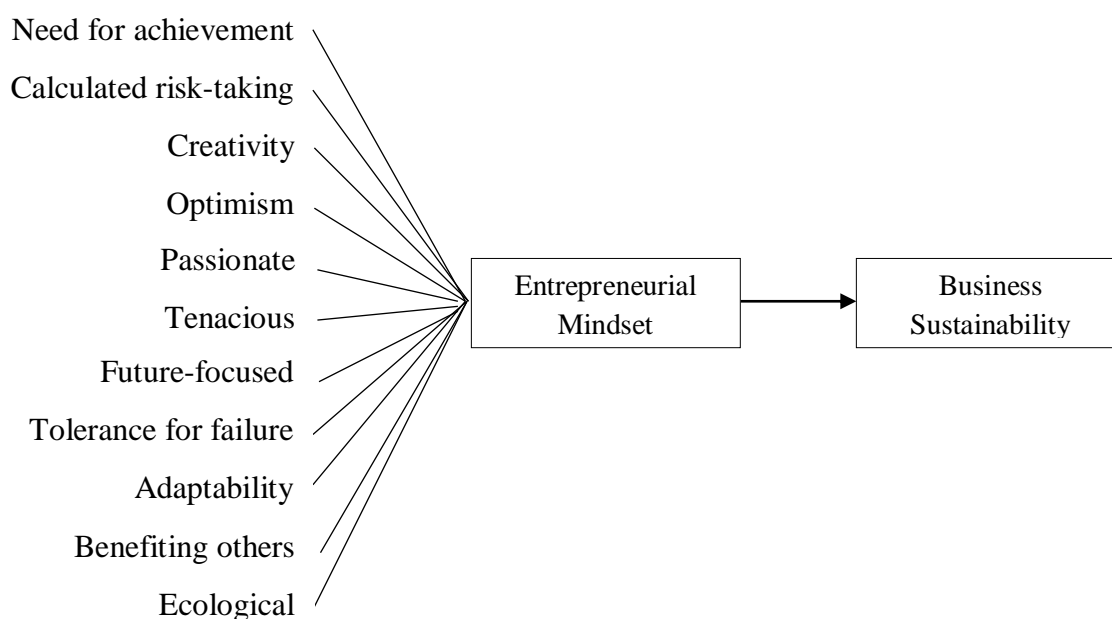 Need for achievement
Calculated risk-taking
Creativity
Optimism
Passionate
Tenacious
Future-focused
Tolerance for failure
Adaptability
Benefiting others
Ecological
Entrepreneurial
Mindset
Business
Sustainability